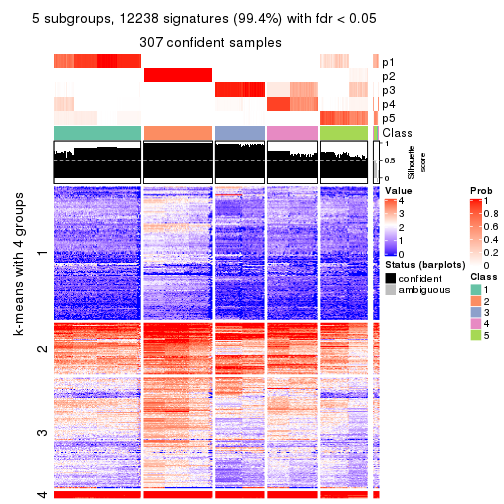 5 subgroups, 12238 signatures (99.4%) with fdr < 0.05
307 confident samples
p1
p2
p3
p4
p5
Class
1
0.5
0
Silhouette
score
k-means with 4 groups
1
2
3
4
Value
4
3
2
1
0
Status (barplots)
confident
ambiguous
Prob
1
0.8
0.6
0.4
0.2
0
Class
1
2
3
4
5